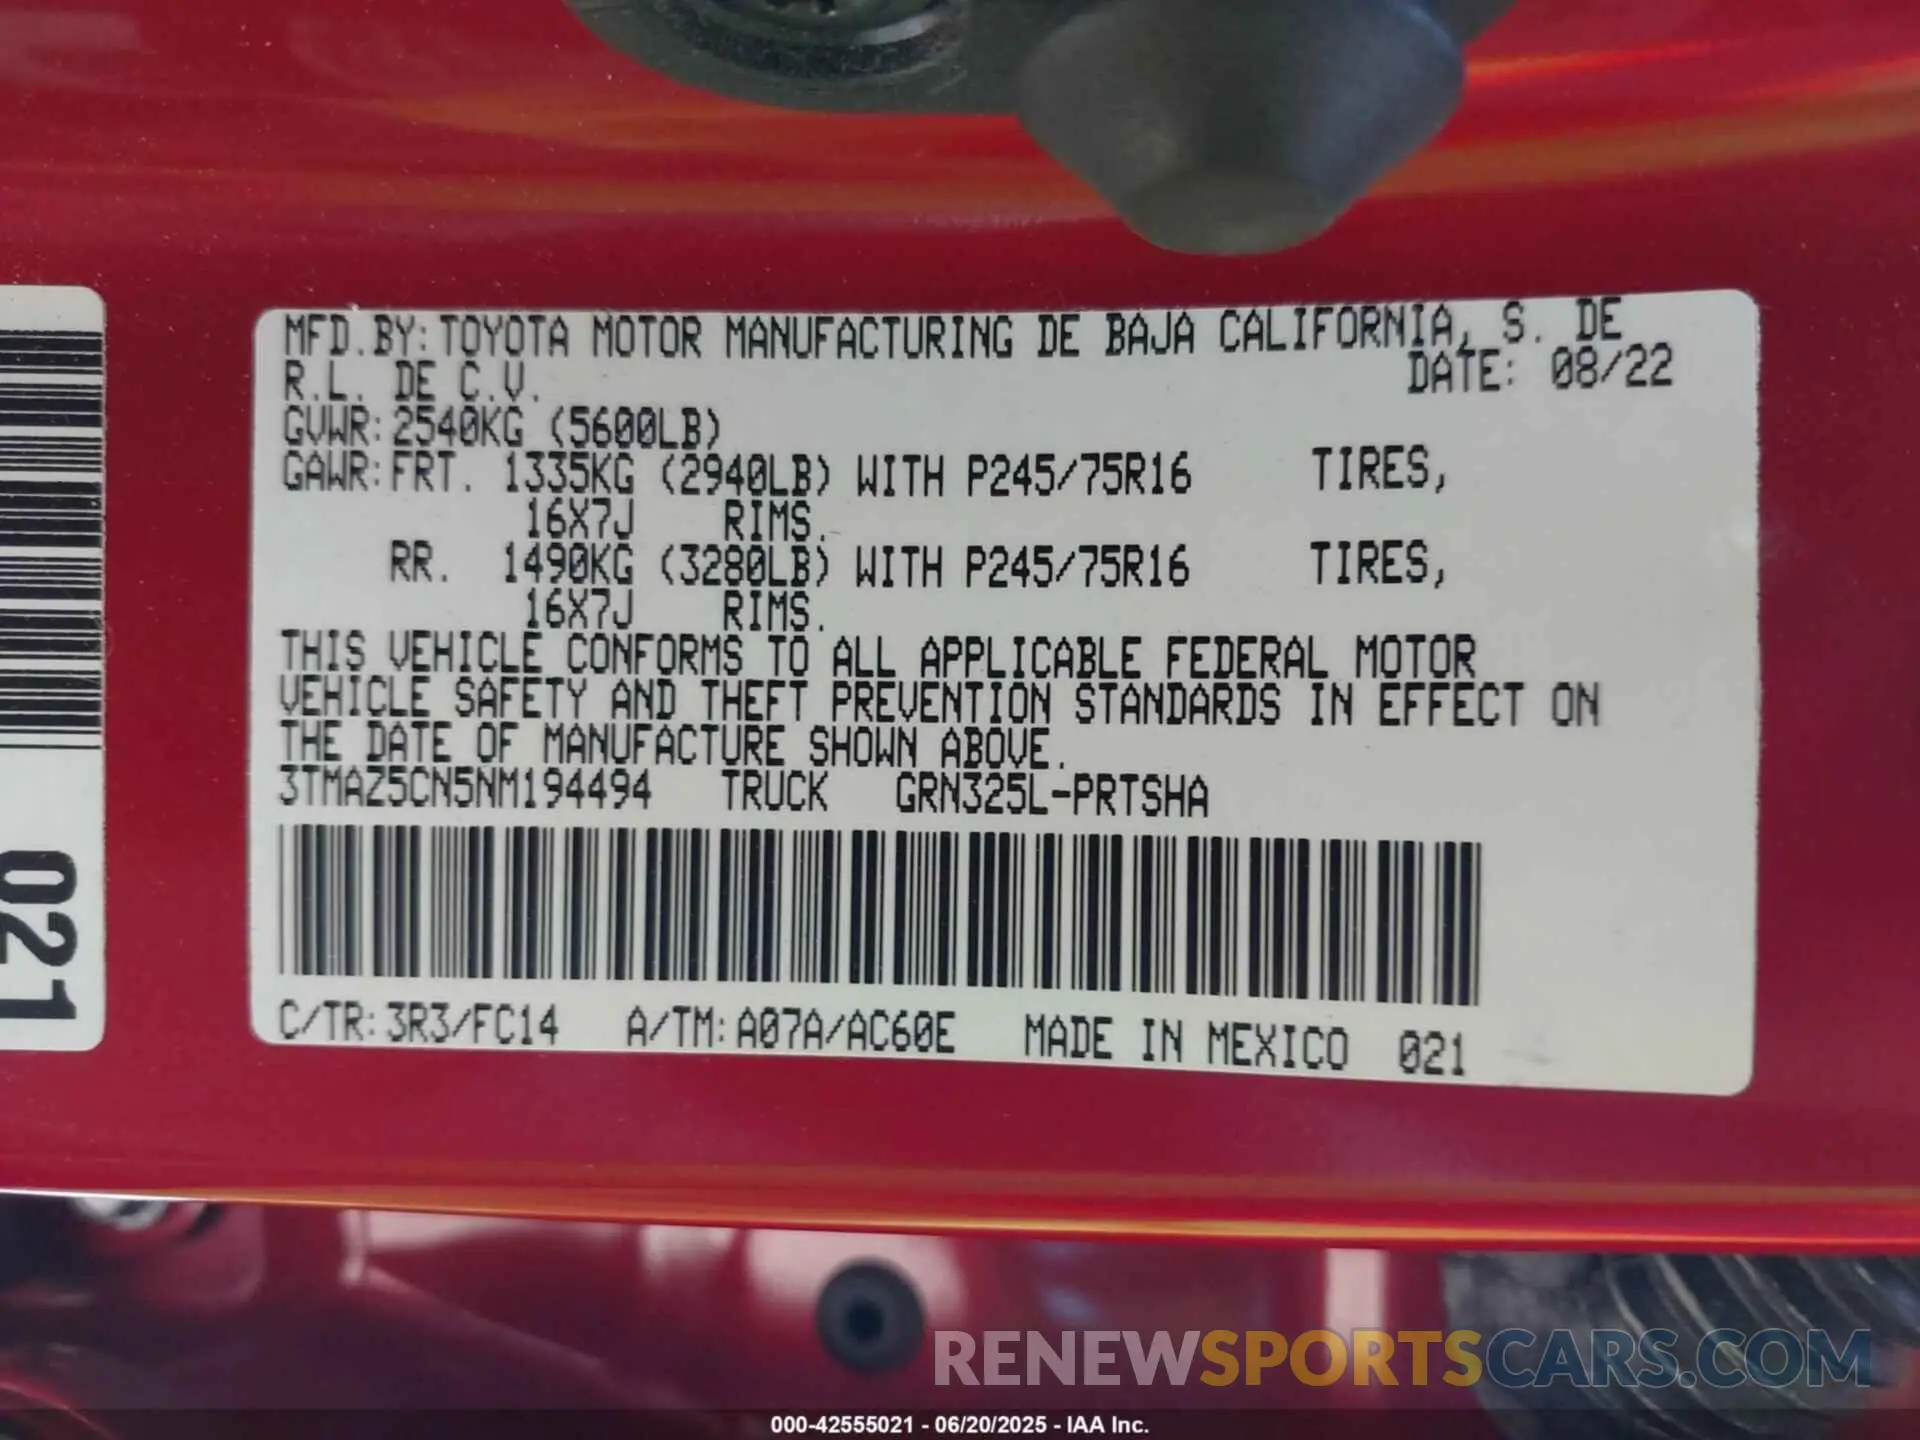 MFD.BY: TOYOTA MOTOR MANUFACTURING DE BAJA CALIFORNIA, S. DE
R.L. DE C.V. DATE: 08/22
GVWR: 2540KG (5600LB)
GAWR: FRT. 1335KG (2940LB) WITH P245/75R16 TIRES,
16X7J RIMS.
RR. 1490KG (3280LB) WITH P245/75R16 TIRES,
16X7J RIMS.
THIS VEHICLE CONFORMS TO ALL APPLICABLE FEDERAL MOTOR
VEHICLE SAFETY AND THEFT PREVENTION STANDARDS IN EFFECT ON
THE DATE OF MANUFACTURE SHOWN ABOVE.
3TMAZ5CN5NM194494 TRUCK GRN325L-PRTSHA
C/TR: 3R3/FC14 A/TM: A07A/AC60E MADE IN MEXICO 021
021
RENEWSPORTSCARS.COM
000-42555021 - 06/20/2025 - IAA Inc.